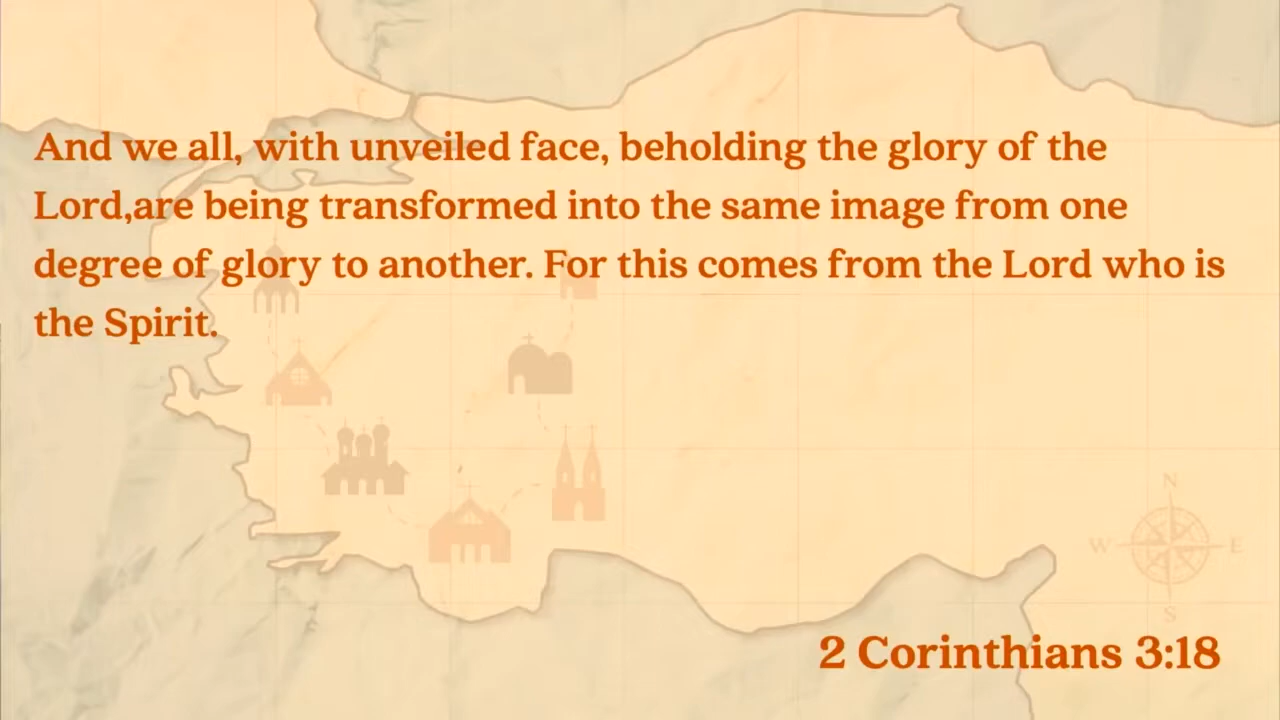 And we all, with unveiled face, beholding the glory of the
Lord,are being transformed into the same image from one
degree of glory to another. For this comes from the Lord who is
the Spirit.
N
W E
S
2 Corinthians 3:18